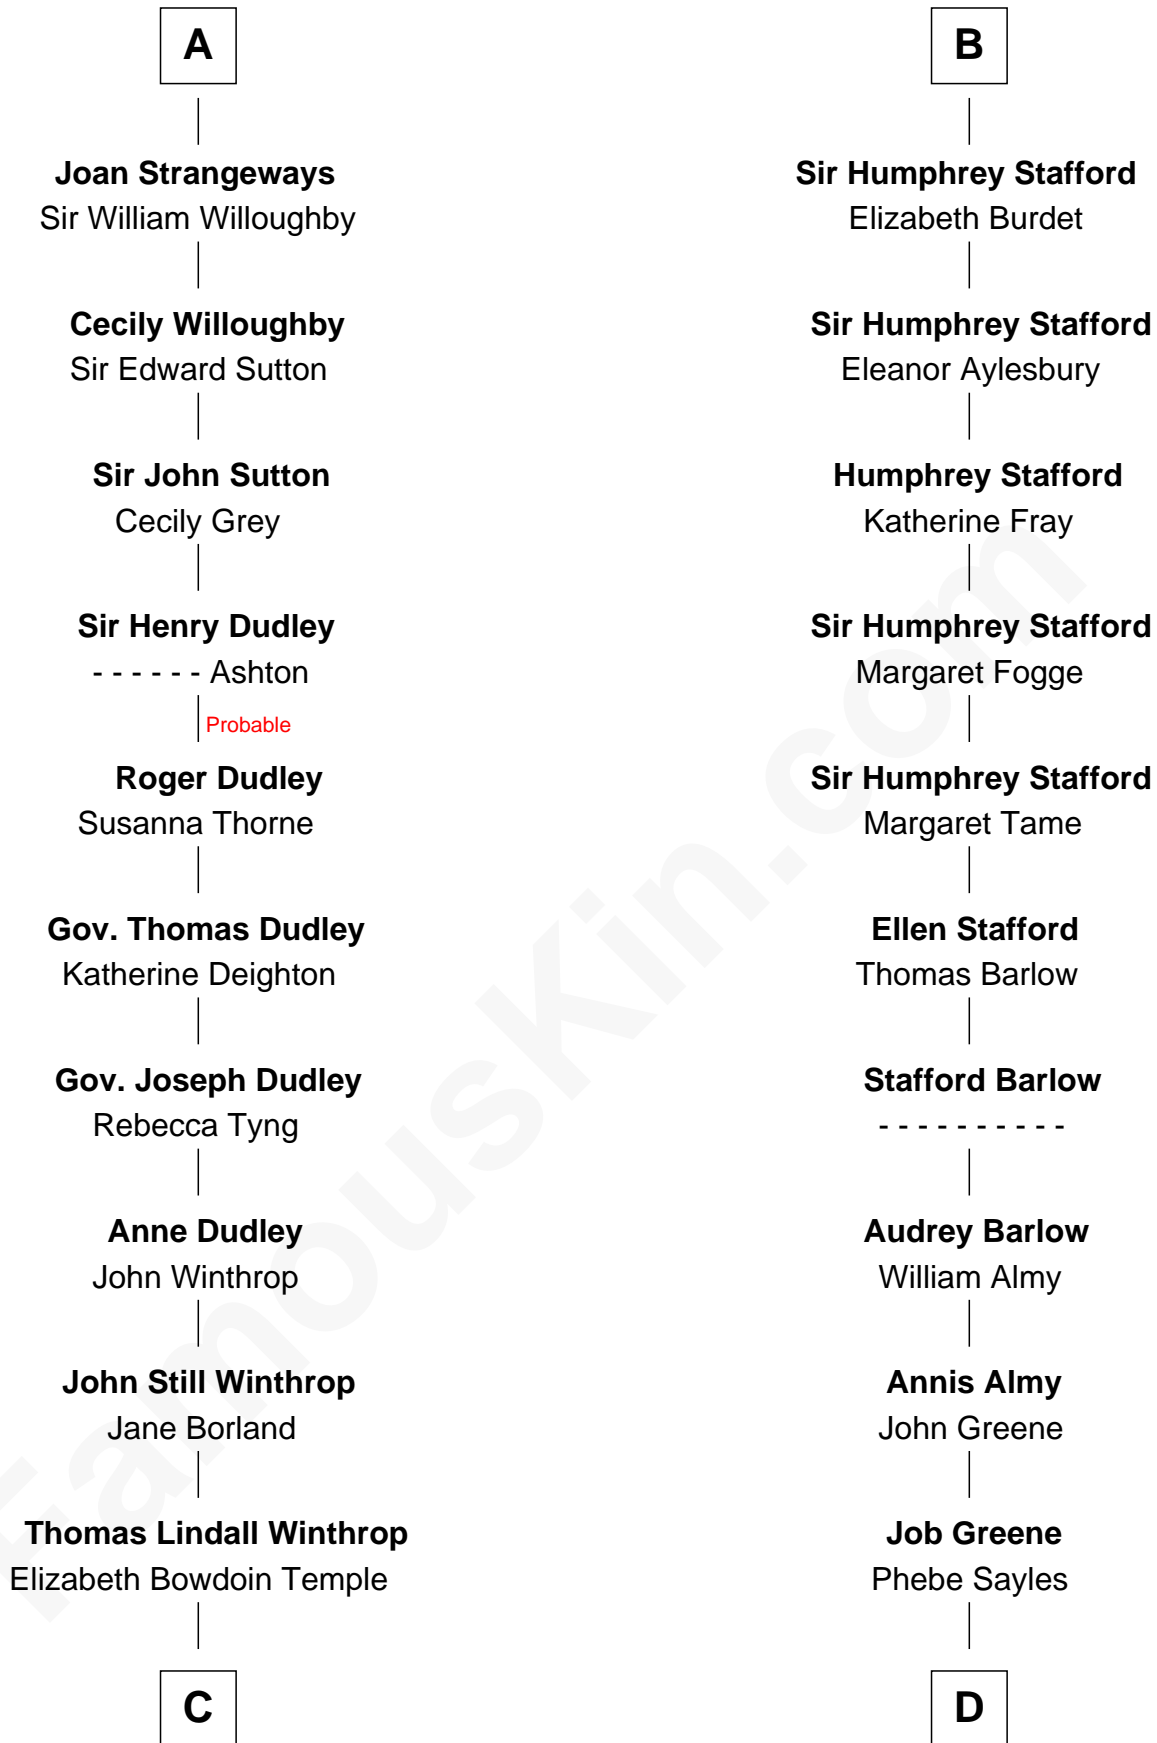 A
Joan Strangeways
Sir William Willoughby
Cecily Willoughby
Sir Edward Sutton
Sir John Sutton
Cecily Grey
Sir Henry Dudley
- - - - - - Ashton
Probable
Roger Dudley
Susanna Thorne
Gov. Thomas Dudley
Katherine Deighton
Gov. Joseph Dudley
Rebecca Tyng
Anne Dudley
John Winthrop
John Still Winthrop
Jane Borland
Thomas Lindall Winthrop
Elizabeth Bowdoin Temple
C
B
Sir Humphrey Stafford
Elizabeth Burdet
Sir Humphrey Stafford
Eleanor Aylesbury
Humphrey Stafford
Katherine Fray
Sir Humphrey Stafford
Margaret Fogge
Sir Humphrey Stafford
Margaret Tame
Ellen Stafford
Thomas Barlow
Stafford Barlow
- - - - - - - - - -
Audrey Barlow
William Almy
Annis Almy
John Greene
Job Greene
Phebe Sayles
D
FamousKin.com